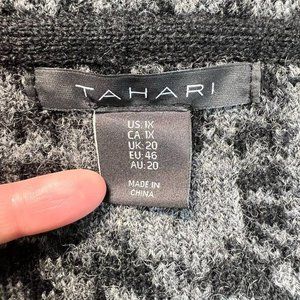 TAHARI
US: 1X
CA: 1X
UK: 20
EU: 46
AU: 20
MADE IN
CHINA